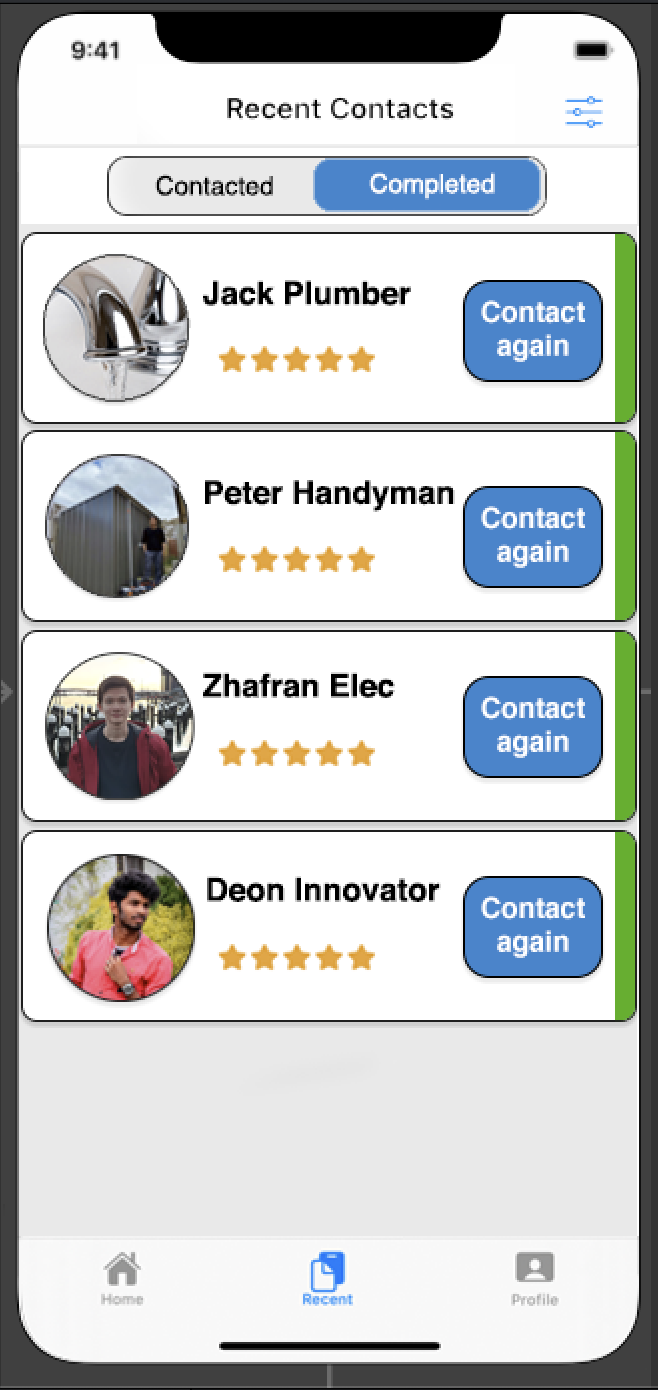 9:41
Recent Contacts
Contacted
Completed
Jack Plumber
Contact
again
Peter Handyman
Contact
again
Zhafran Elec
Contact
again
Deon Innovator
Contact
again
Home
Recent
Profile